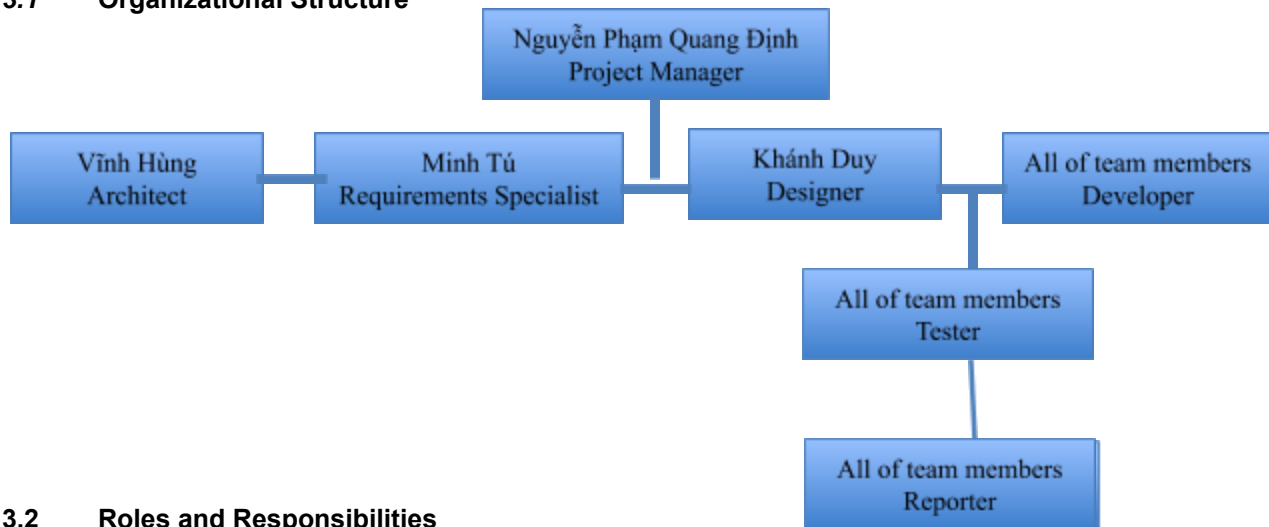 3.1 Organizational Structure
Nguyễn Phạm Quang Định
Project Manager
Vĩnh Hùng
Architect
Minh Tú
Requirements Specialist
Khánh Duy
Designer
All of team members
Developer
All of team members
Tester
All of team members
Reporter
3.2 Roles and Responsibilities